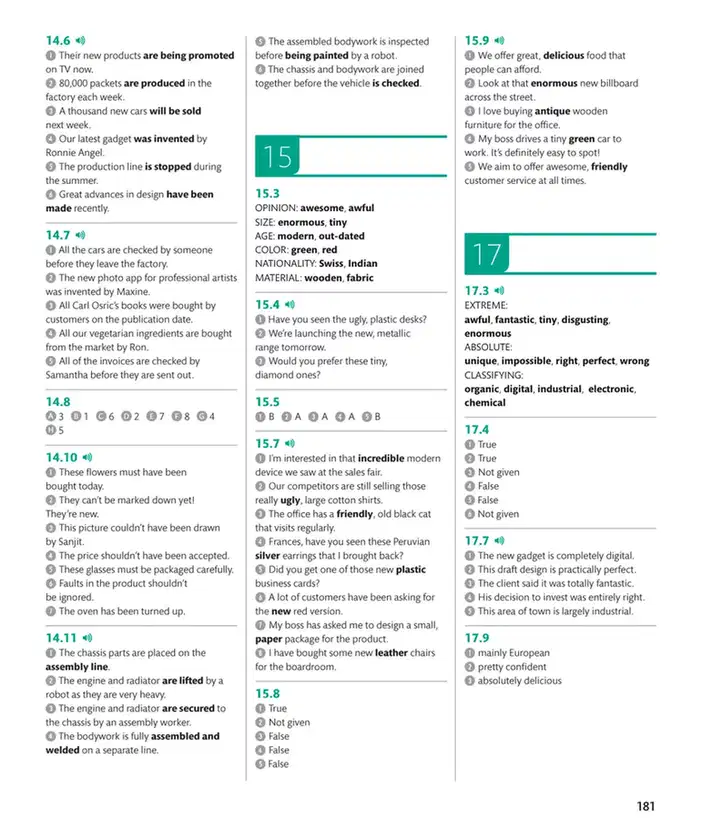 14.6
1 Their new products are being promoted
on TV now.
2 80,000 packets are produced in the
factory each week.
3 A thousand new cars will be sold
next week.
4 Our latest gadget was invented by
Ronnie Angel.
5 The production line is stopped during
the summer.
6 Great advances in design have been
made recently.
14.7
1 All the cars are checked by someone
before they leave the factory.
2 The new photo app for professional artists
was invented by Maxine.
3 All Carl Osric's books were bought by
customers on the publication date.
4 All our vegetarian ingredients are bought
from the market by Ron.
5 All of the invoices are checked by
Samantha before they are sent out.
14.8
A 3 B 1 C 6 D 2 E 7 F 8 G 4
H 5
14.10
1 These flowers must have been
bought today.
2 They can't be marked down yet!
They're new.
3 This picture couldn't have been drawn
by Sanjit.
4 The price shouldn't have been accepted.
5 These glasses must be packaged carefully.
6 Faults in the product shouldn't
be ignored.
7 The oven has been turned up.
14.11
1 The chassis parts are placed on the
assembly line.
2 The engine and radiator are lifted by a
robot as they are very heavy.
3 The engine and radiator are secured to
the chassis by an assembly worker.
4 The bodywork is fully assembled and
welded on a separate line.
5 The assembled bodywork is inspected
before being painted by a robot.
6 The chassis and bodywork are joined
together before the vehicle is checked.
15
15.3
OPINION: awesome, awful
SIZE: enormous, tiny
AGE: modern, out-dated
COLOR: green, red
NATIONALITY: Swiss, Indian
MATERIAL: wooden, fabric
15.4
1 Have you seen the ugly, plastic desks?
2 We're launching the new, metallic
range tomorrow.
3 Would you prefer these tiny,
diamond ones?
15.5
1 B 2 A 3 A 4 A 5 B
15.7
1 I'm interested in that incredible modern
device we saw at the sales fair.
2 Our competitors are still selling those
really ugly, large cotton shirts.
3 The office has a friendly, old black cat
that visits regularly.
4 Frances, have you seen these Peruvian
silver earrings that I brought back?
5 Did you get one of those new plastic
business cards?
6 A lot of customers have been asking for
the new red version.
7 My boss has asked me to design a small,
paper package for the product.
8 I have bought some new leather chairs
for the boardroom.
15.8
1 True
2 Not given
3 False
4 False
5 False
15.9
1 We offer great, delicious food that
people can afford.
2 Look at that enormous new billboard
across the street.
3 I love buying antique wooden
furniture for the office.
4 My boss drives a tiny green car to
work. It's definitely easy to spot!
5 We aim to offer awesome, friendly
customer service at all times.
17
17.3
EXTREME:
awful, fantastic, tiny, disgusting,
enormous
ABSOLUTE:
unique, impossible, right, perfect, wrong
CLASSIFYING:
organic, digital, industrial, electronic,
chemical
17.4
1 True
2 True
3 Not given
4 False
5 False
6 Not given
17.7
1 The new gadget is completely digital.
2 This draft design is practically perfect.
3 The client said it was totally fantastic.
4 His decision to invest was entirely right.
5 This area of town is largely industrial.
17.9
1 mainly European
2 pretty confident
3 absolutely delicious
181